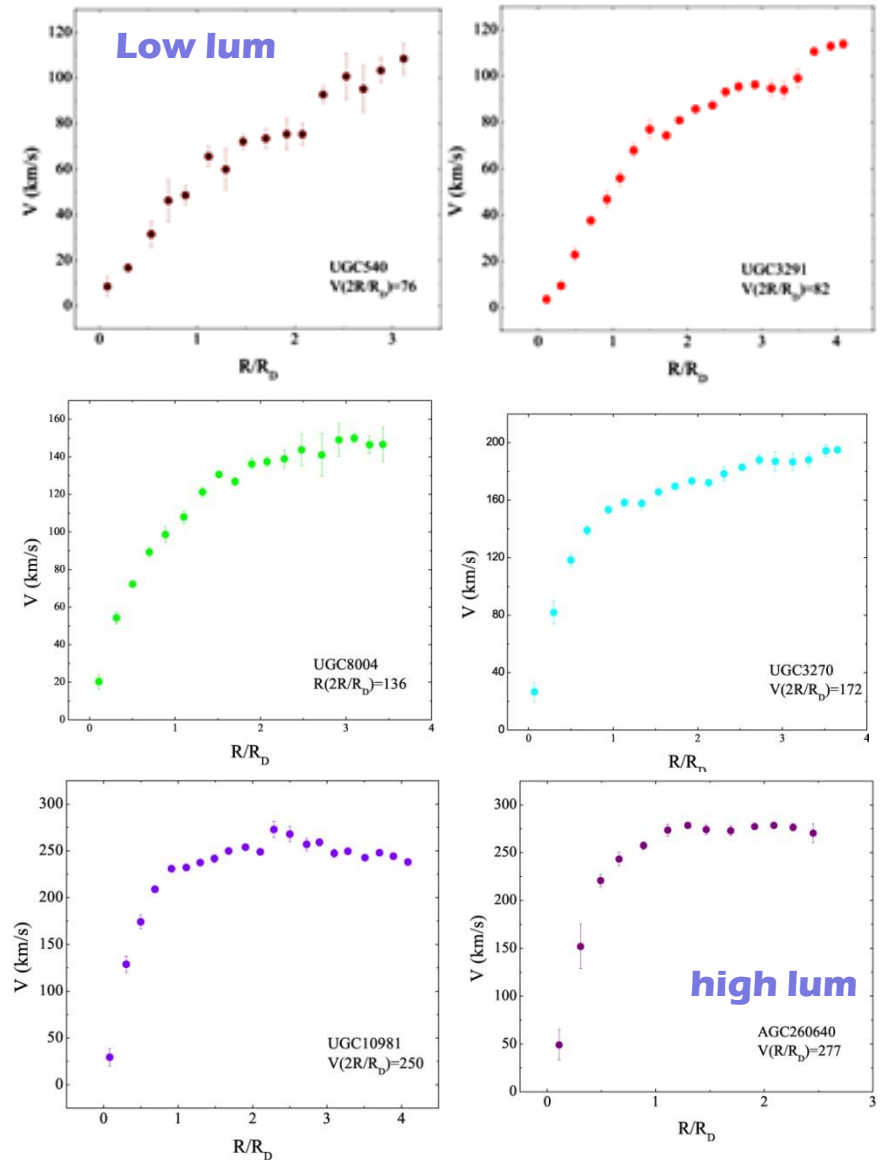 Low lum
120
100
80
60
40
20
0
V (km/s)
UGC540
V(2R/R_D)=76
0 1 2 3
R/R_D
120
100
80
60
40
20
0
V (km/s)
UGC3291
V(2R/R_D)=82
0 1 2 3 4
R/R_D
160
140
120
100
80
60
40
20
0
V (km/s)
UGC8004
R(2R/R_D)=136
0 1 2 3 4
R/R_D
200
160
120
80
40
0
V (km/s)
UGC3270
V(2R/R_D)=172
0 1 2 3 4
R/R_D
300
250
200
150
100
50
0
V (km/s)
UGC10981
V(2R/R_D)=250
0 1 2 3 4
R/R_D
300
250
200
150
100
50
0
V (km/s)
high lum
AGC260640
V(R/R_D)=277
0 1 2 3
R/R_D